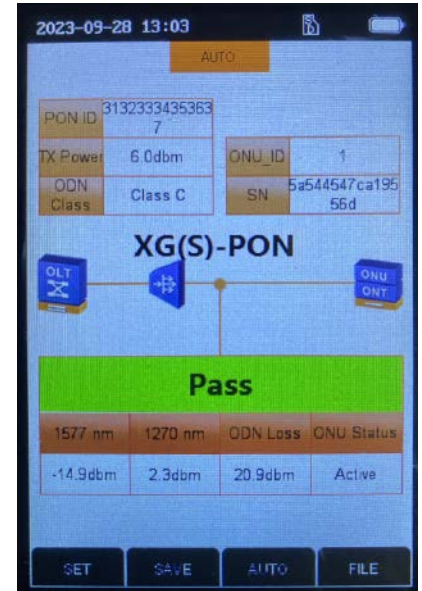 2023-09-28 13:03
AUTO
PON ID 3132333435363
7
TX Power 6.0dbm ONU_ID 1
ODN
Class Class C SN 5a544547ca195
56d
XG(S)-PON
OLT
ONU
ONT
Pass
1577 nm 1270 nm ODN Loss ONU Status
-14.9dbm 2.3dbm 20.9dbm Active
SET SAVE AUTO FILE